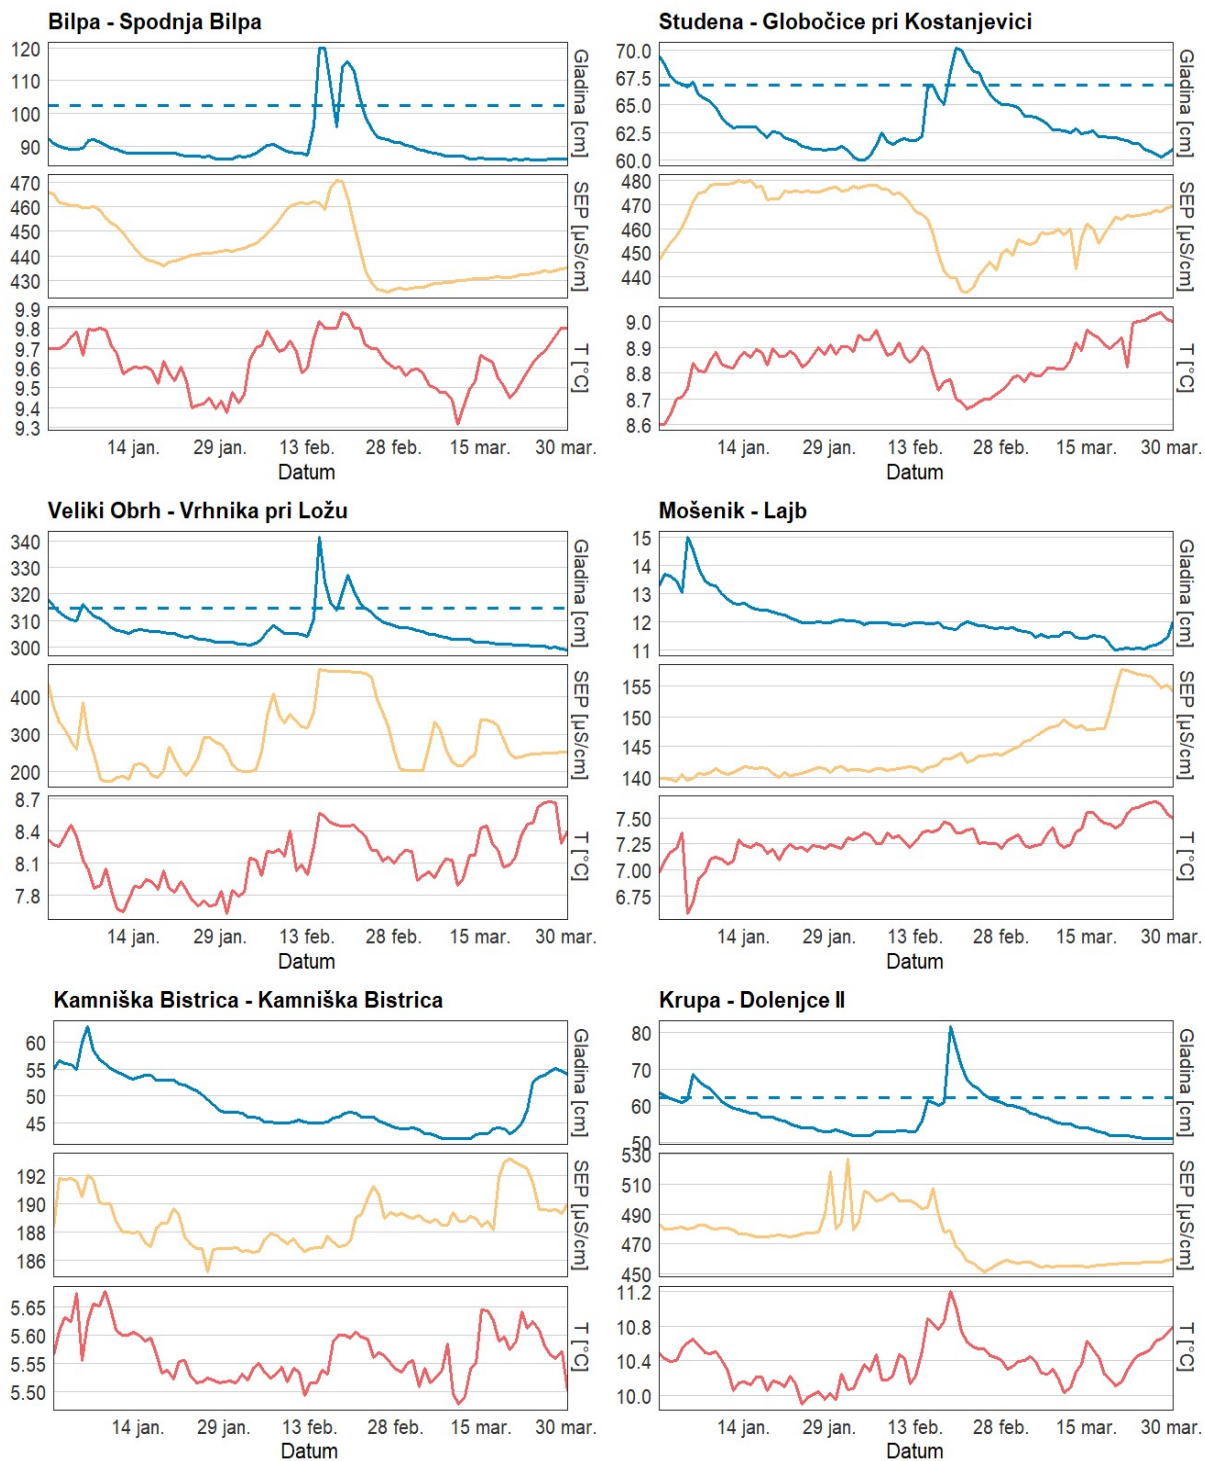 Bilpa - Spodnja Bilpa
120
110
100
90
Gladina [cm]
470
460
450
440
430
SEP [µS/cm]
9.9
9.8
9.7
9.6
9.5
9.4
9.3
T [°C]
14 jan.
29 jan.
13 feb.
28 feb.
15 mar.
30 mar.
Datum
Studena - Globočice pri Kostanjevici
70.0
67.5
65.0
62.5
60.0
Gladina [cm]
480
470
460
450
440
SEP [µS/cm]
9.0
8.9
8.8
8.7
8.6
T [°C]
14 jan.
29 jan.
13 feb.
28 feb.
15 mar.
30 mar.
Datum
Veliki Obrh - Vrhnika pri Ložu
340
330
320
310
300
Gladina [cm]
400
300
200
SEP [µS/cm]
8.7
8.4
8.1
7.8
T [°C]
14 jan.
29 jan.
13 feb.
28 feb.
15 mar.
30 mar.
Datum
Mošenik - Lajb
15
14
13
12
11
Gladina [cm]
155
150
145
140
SEP [µS/cm]
7.50
7.25
7.00
6.75
T [°C]
14 jan.
29 jan.
13 feb.
28 feb.
15 mar.
30 mar.
Datum
Kamniška Bistrica - Kamniška Bistrica
60
55
50
45
Gladina [cm]
192
190
188
186
SEP [µS/cm]
5.65
5.60
5.55
5.50
T [°C]
14 jan.
29 jan.
13 feb.
28 feb.
15 mar.
30 mar.
Datum
Krupa - Dolenjce II
80
70
60
50
Gladina [cm]
530
510
490
470
450
SEP [µS/cm]
11.2
10.8
10.4
10.0
T [°C]
14 jan.
29 jan.
13 feb.
28 feb.
15 mar.
30 mar.
Datum